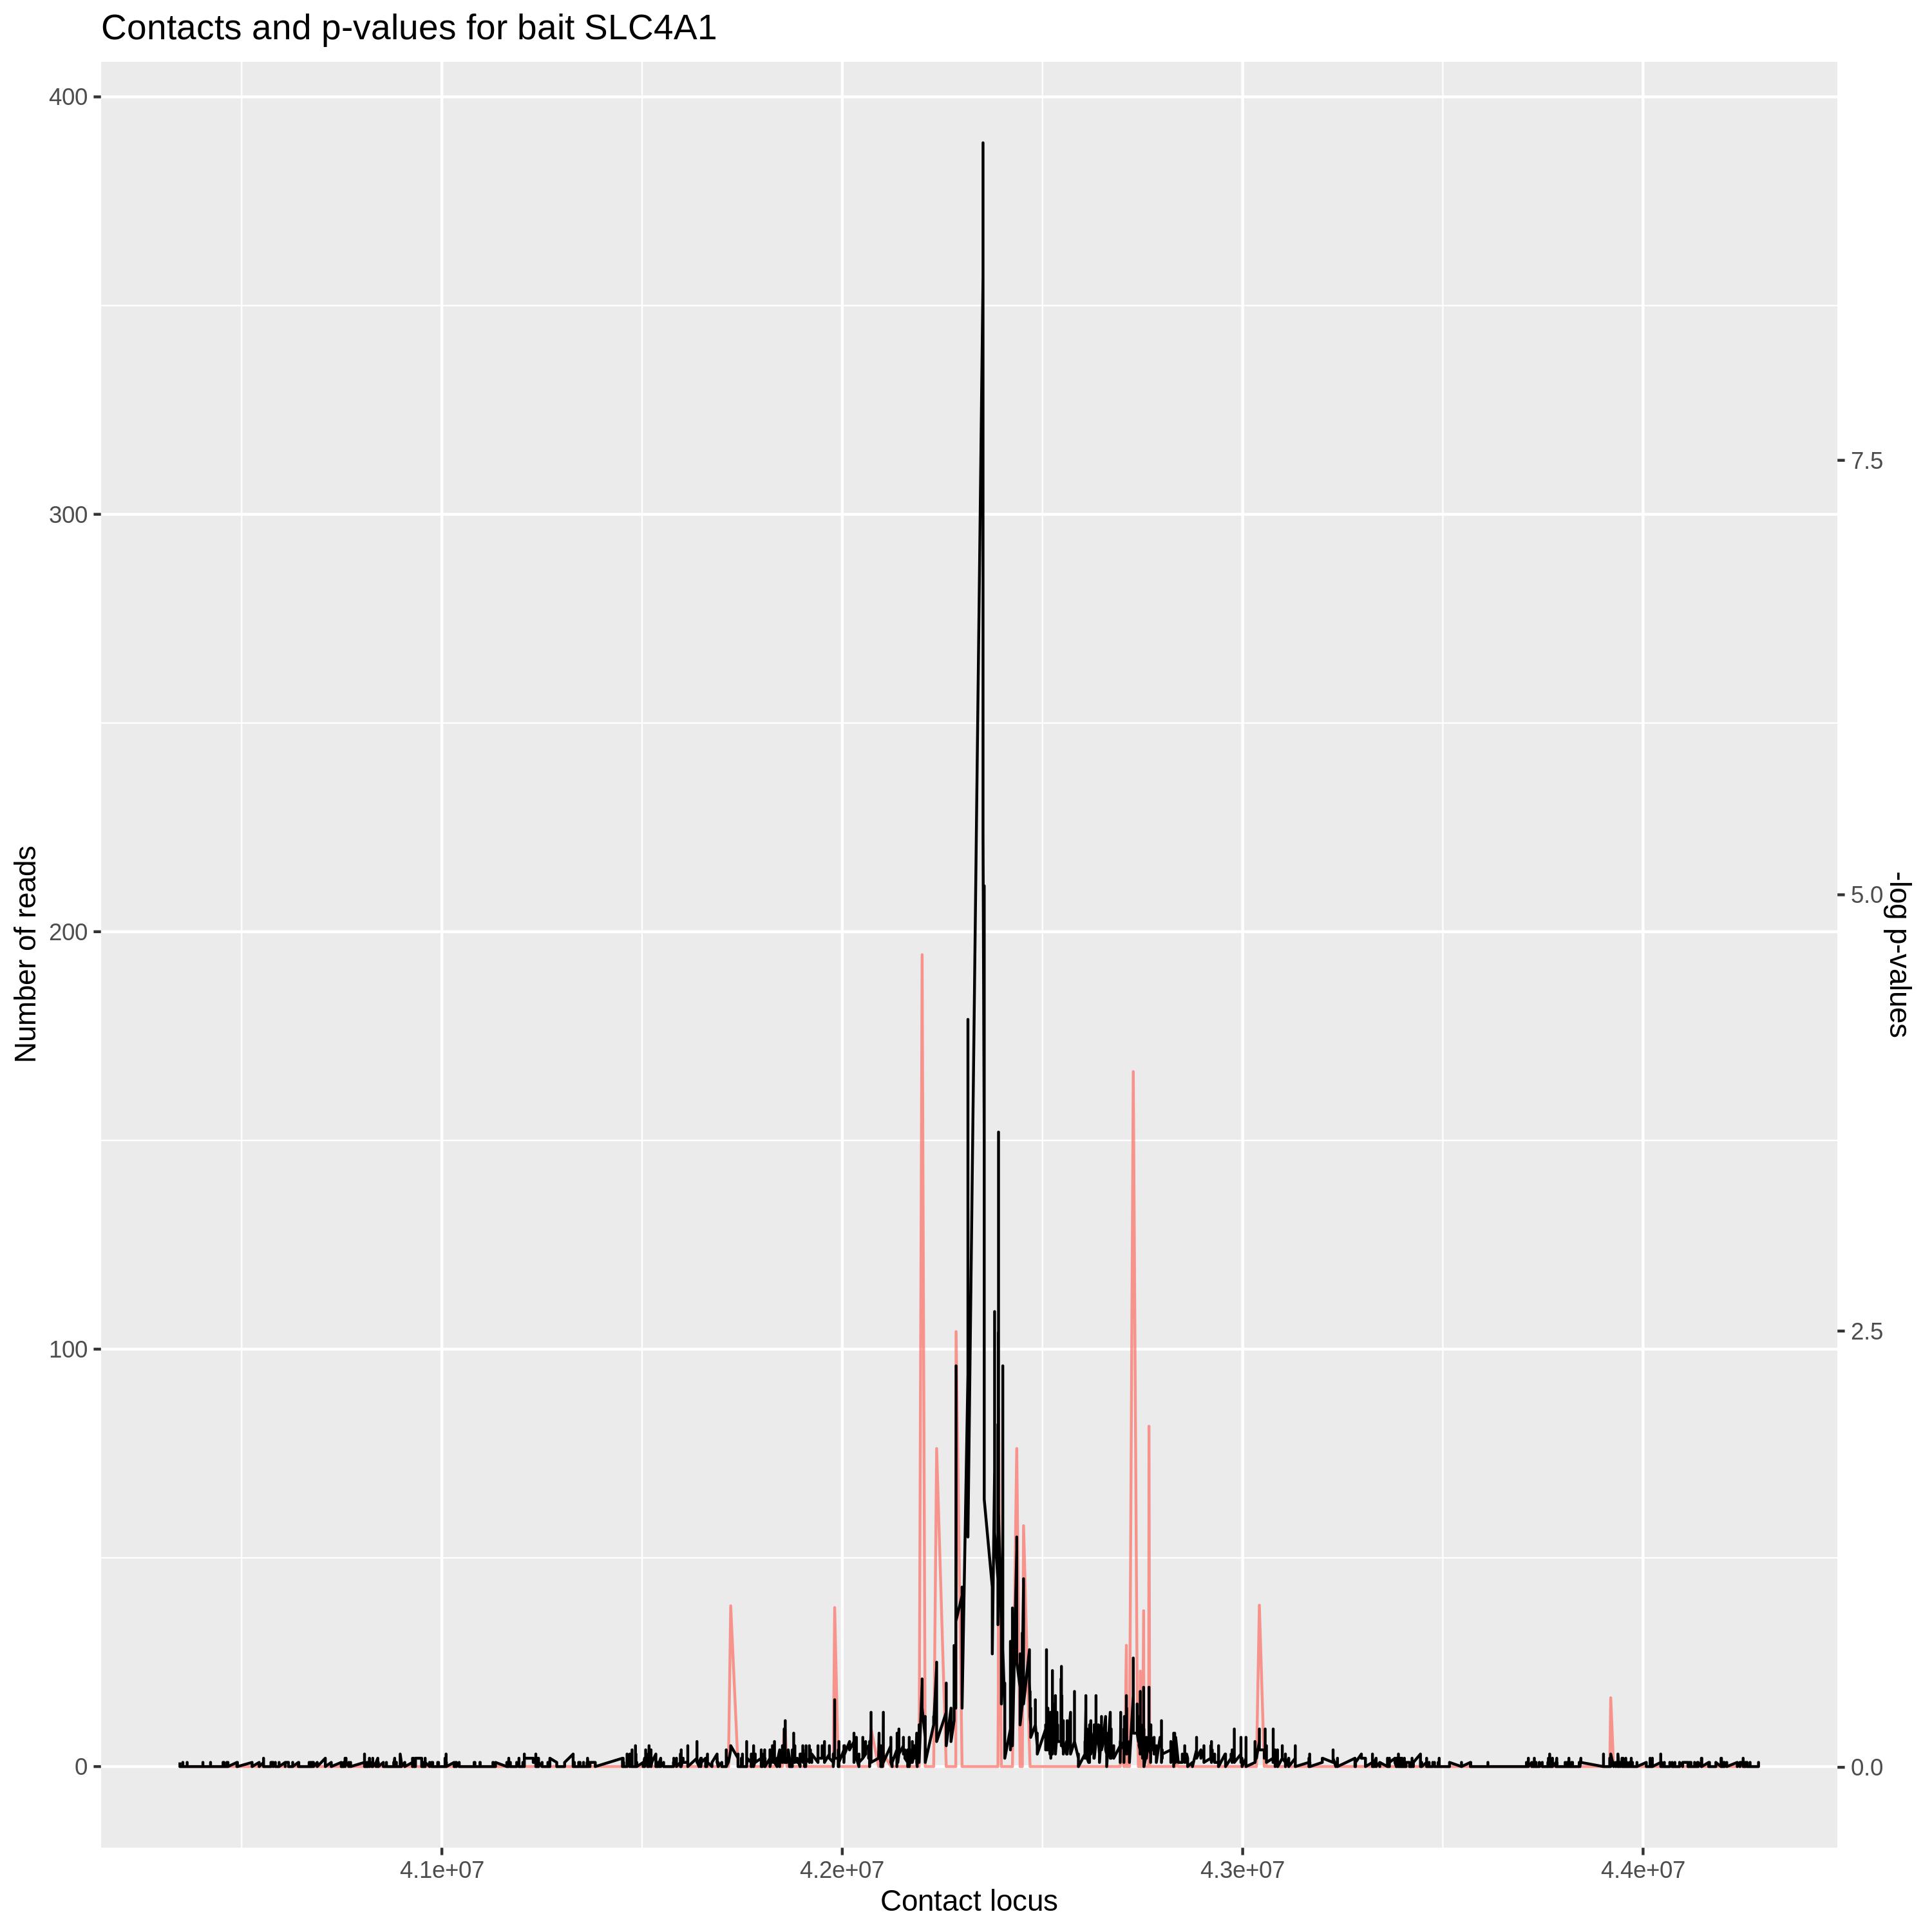 Contacts and p-values for bait SLC4A1
400
300
200
100
0
Number of reads
7.5
5.0
2.5
0.0
-log p-values
4.1e+07
4.2e+07
4.3e+07
4.4e+07
Contact locus